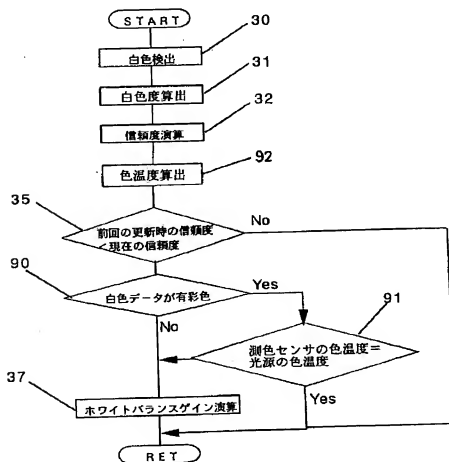 START
30
白色検出
31
白色度算出
32
信頼度演算
92
色温度算出
35
前回の更新時の信頼度
<現在の信頼度
No
90
白色データが有彩色
Yes
91
No
測色センサの色温度=
光源の色温度
37
ホワイトバランスゲイン演算
Yes
RET